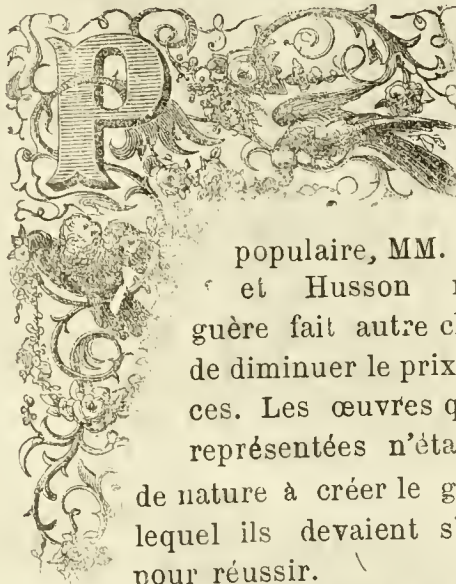 P
populaire, MM.
et Husson
guère fait autre
de diminuer le prix
ces. Les œuvres
représentées
de nature à créer le
lequel ils devaient
pour réussir.